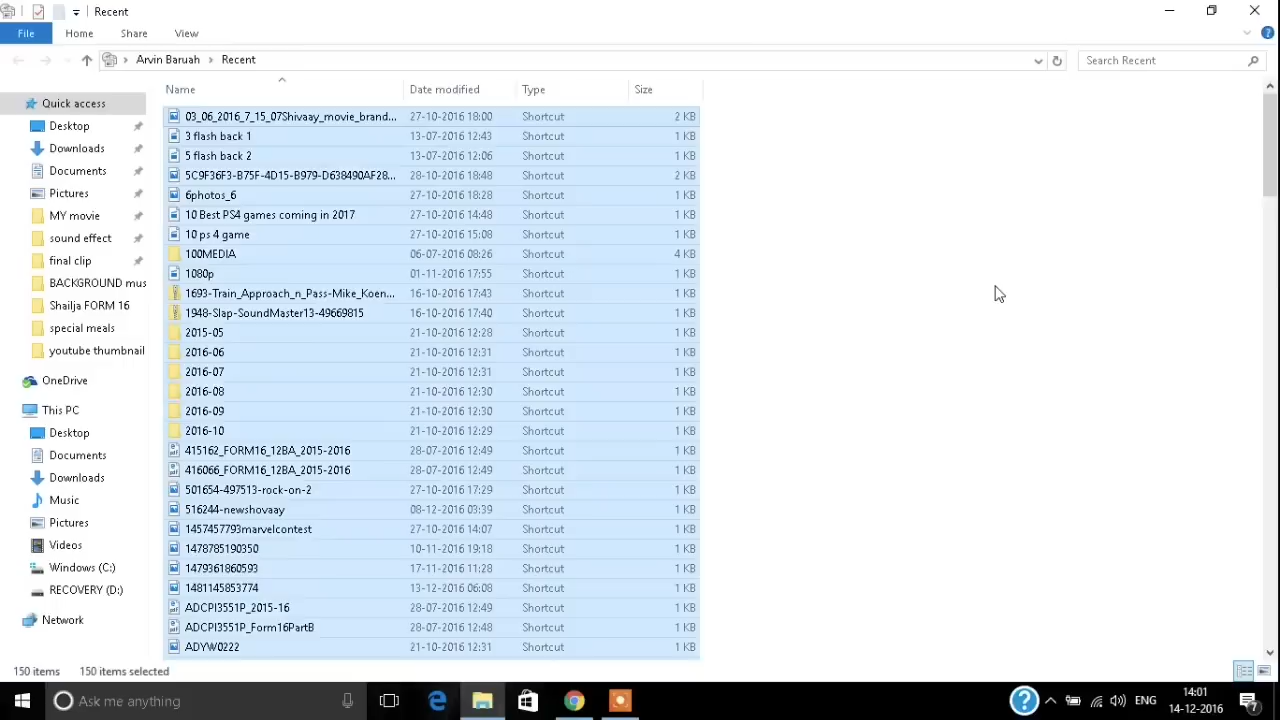 Recent
File Home Share View
Arvin Baruah Recent Search Recent
Name Date modified Type Size
Quick access
Desktop
Downloads
Documents
Pictures
MY movie
sound effect
final clip
BACKGROUND mus
Shailja FORM 16
special meals
youtube thumbnail
OneDrive
This PC
Desktop
Documents
Downloads
Music
Pictures
Videos
Windows (C:)
RECOVERY (D:)
Network
03_06_2016_7_15_07Shivaay_movie_brand... 27-10-2016 18:00 Shortcut 2 KB
3 flash back 1 13-07-2016 12:43 Shortcut 1 KB
5 flash back 2 13-07-2016 12:06 Shortcut 1 KB
5C9F36F3-B75F-4D15-B979-D638490AF28... 28-10-2016 18:48 Shortcut 2 KB
6photos_6 27-10-2016 18:28 Shortcut 1 KB
10 Best PS4 games coming in 2017 27-10-2016 14:48 Shortcut 1 KB
10 ps 4 game 27-10-2016 15:08 Shortcut 1 KB
100MEDIA 06-07-2016 08:26 Shortcut 4 KB
1080p 01-11-2016 17:55 Shortcut 1 KB
1693-Train_Approach_n_Pass-Mike_Koen... 16-10-2016 17:43 Shortcut 1 KB
1948-Slap-SoundMaster13-49669815 16-10-2016 17:40 Shortcut 1 KB
2015-05 21-10-2016 12:28 Shortcut 1 KB
2016-06 21-10-2016 12:31 Shortcut 1 KB
2016-07 21-10-2016 12:31 Shortcut 1 KB
2016-08 21-10-2016 12:30 Shortcut 1 KB
2016-09 21-10-2016 12:30 Shortcut 1 KB
2016-10 21-10-2016 12:29 Shortcut 1 KB
415162_FORM16_12BA_2015-2016 28-07-2016 12:49 Shortcut 1 KB
416066_FORM16_12BA_2015-2016 28-07-2016 12:49 Shortcut 1 KB
501654-497513-rock-on-2 27-10-2016 17:29 Shortcut 1 KB
516244-newshovaay 08-12-2016 03:39 Shortcut 1 KB
1457457793marvelcontest 27-10-2016 14:07 Shortcut 1 KB
1478785190350 10-11-2016 19:18 Shortcut 1 KB
1479361860593 17-11-2016 11:28 Shortcut 1 KB
1481145853774 13-12-2016 06:08 Shortcut 1 KB
ADCPI3551P_2015-16 28-07-2016 12:49 Shortcut 1 KB
ADCPI3551P_Form16PartB 28-07-2016 12:48 Shortcut 1 KB
ADYW0222 21-10-2016 12:31 Shortcut 1 KB
150 items 150 items selected
Ask me anything ENG 14:01
14-12-2016 7